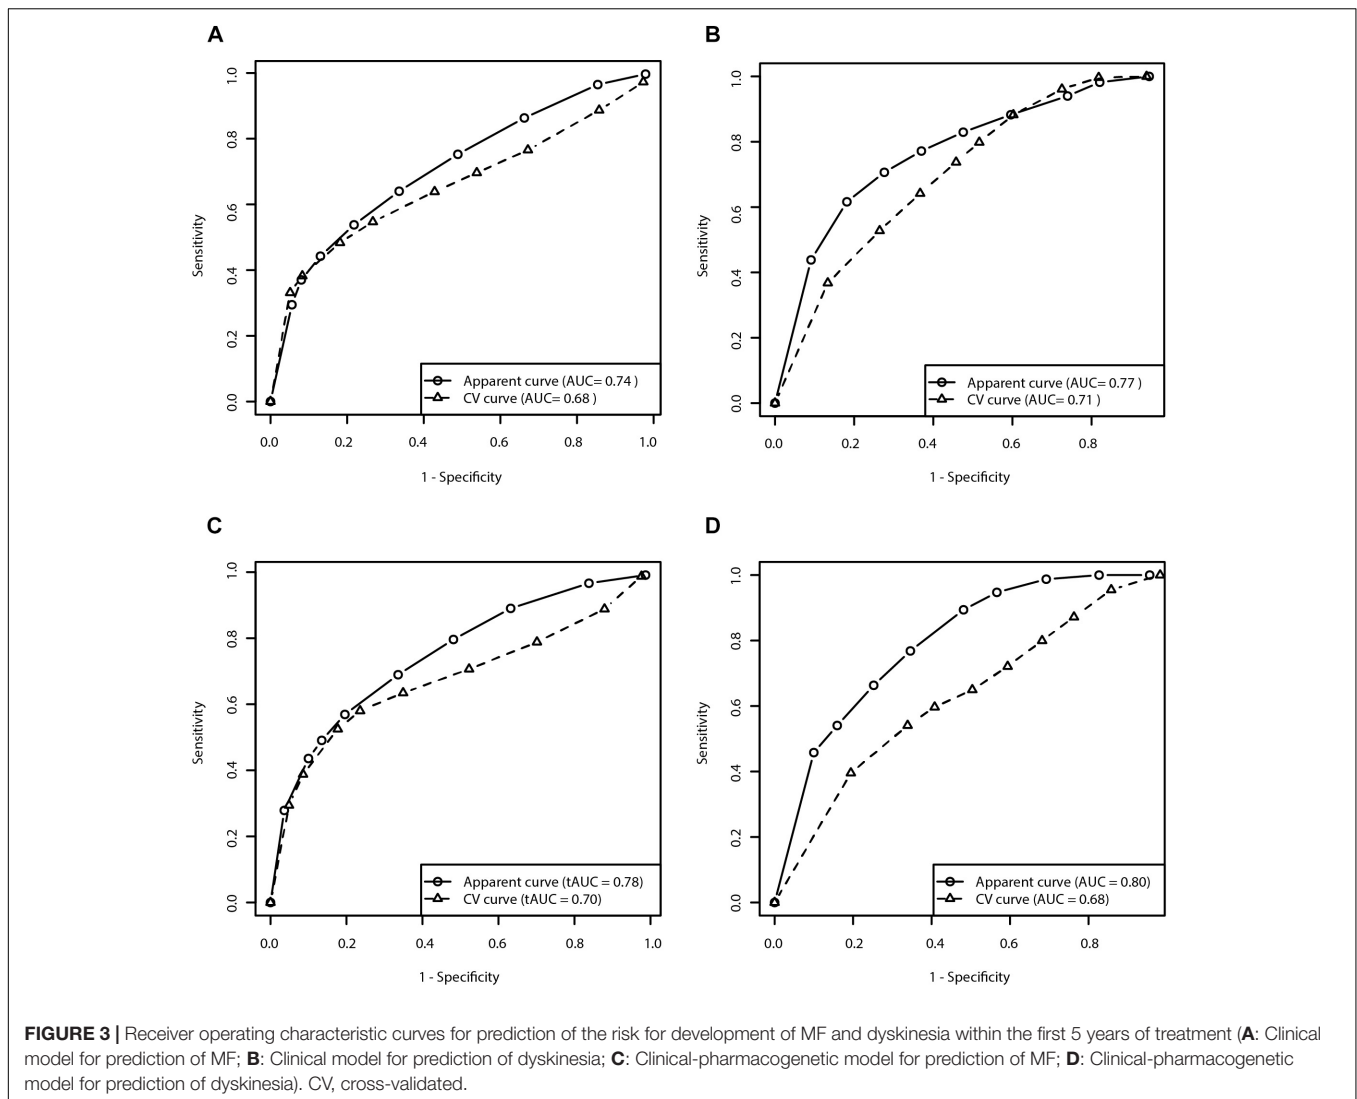 A
B
1.0
0.8
0.6
0.4
0.2
0.0
Sensitivity
Apparent curve (AUC= 0.74 )
CV curve (AUC= 0.68 )
0.0 0.2 0.4 0.6 0.8 1.0
1 - Specificity
1.0
0.8
0.6
0.4
0.2
0.0
Sensitivity
Apparent curve (AUC= 0.77 )
CV curve (AUC= 0.71 )
0.0 0.2 0.4 0.6 0.8
1 - Specificity
C
D
1.0
0.8
0.6
0.4
0.2
0.0
Sensitivity
Apparent curve (tAUC = 0.78)
CV curve (tAUC = 0.70)
0.0 0.2 0.4 0.6 0.8 1.0
1 - Specificity
1.0
0.8
0.6
0.4
0.2
0.0
Sensitivity
Apparent curve (AUC = 0.80)
CV curve (AUC = 0.68)
0.0 0.2 0.4 0.6 0.8
1 - Specificity
FIGURE 3 | Receiver operating characteristic curves for prediction of the risk for development of MF and dyskinesia within the first 5 years of treatment (A: Clinical
model for prediction of MF; B: Clinical model for prediction of dyskinesia; C: Clinical-pharmacogenetic model for prediction of MF; D: Clinical-pharmacogenetic
model for prediction of dyskinesia). CV, cross-validated.